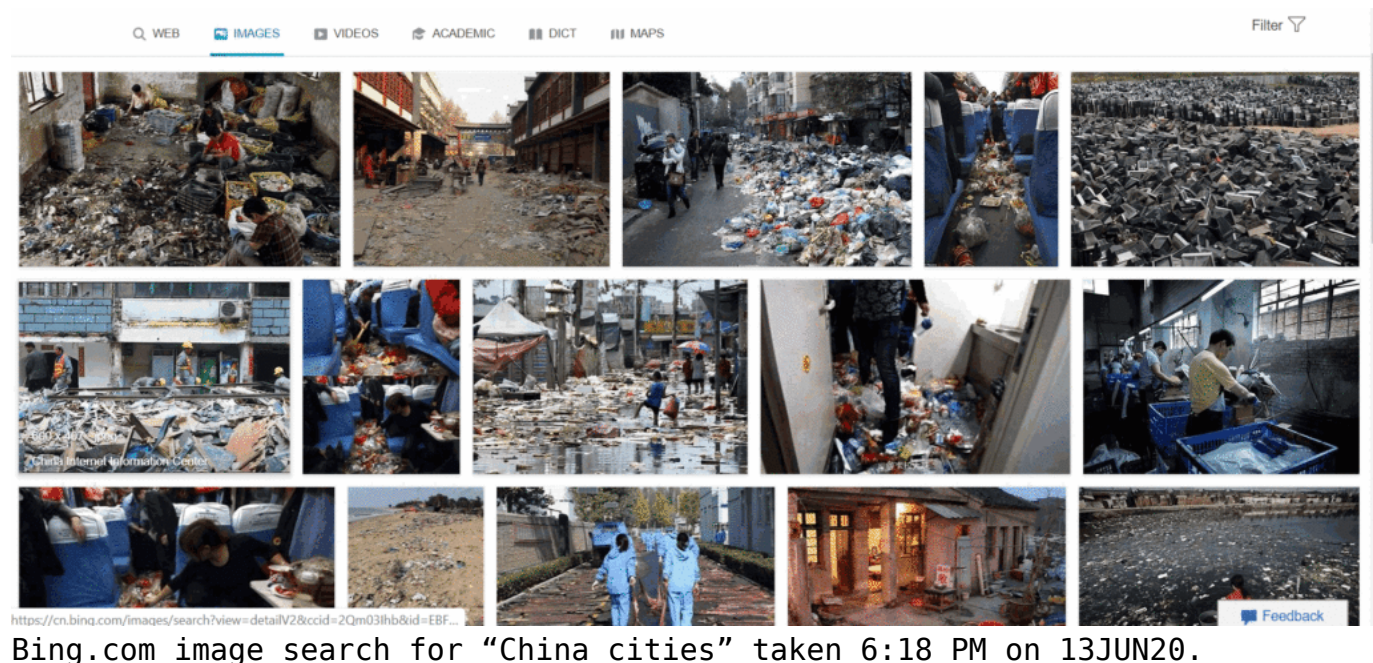 WEB IMAGES VIDEOS ACADEMIC DICT MAPS Filter
China Internet Information Center
https://cn.bing.com/images/search?view=detailV2&ccid=2Qm03Ihb&id=EBF...
Feedback
Bing.com image search for “China cities” taken 6:18 PM on 13JUN20.